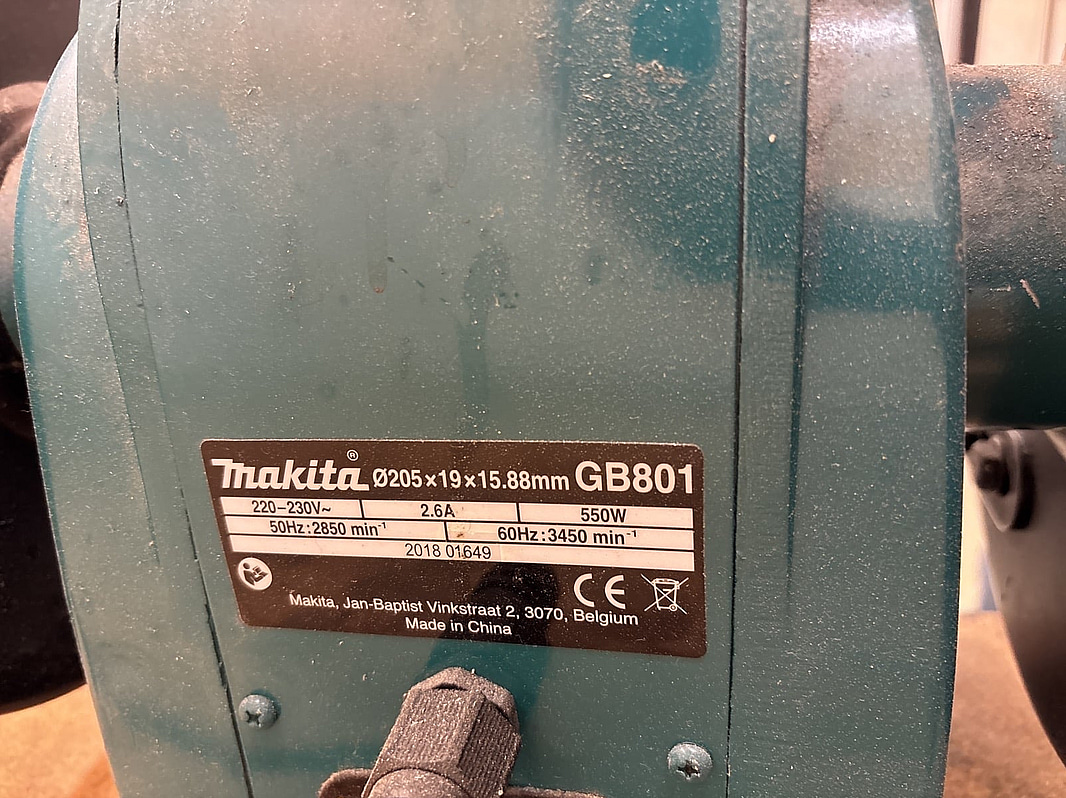 makita® Ø205×19×15.88mm GB801
220-230V~ 2.6A 550W
50Hz:2850 min⁻¹ 60Hz:3450 min⁻¹
2018 01649
CE
Makita, Jan-Baptist Vinkstraat 2, 3070, Belgium
Made in China